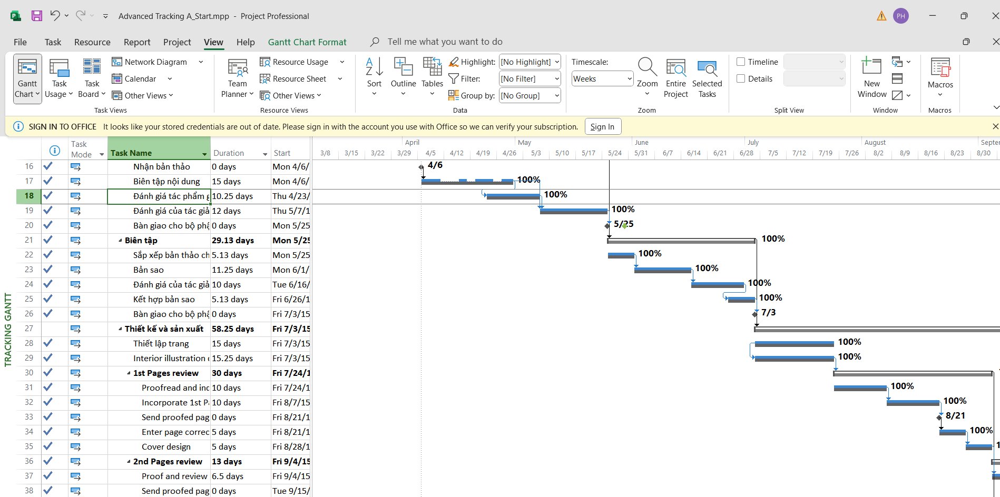 Advanced Tracking A_Start.mpp - Project Professional
PH
File Task Resource Report Project View Help Gantt Chart Format Tell me what you want to do
Gantt Chart
Task Usage
Task Board
Network Diagram
Calendar
Other Views
Task Views
Team Planner
Resource Usage
Resource Sheet
Other Views
Resource Views
Sort
Outline
Tables
Highlight: [No Highlight]
Filter: [No Filter]
Group by: [No Group]
Data
Timescale:
Weeks
Zoom
Entire Project
Selected Tasks
Zoom
Timeline
Details
Split View
New Window
Window
Macros
Macros
SIGN IN TO OFFICE It looks like your stored credentials are out of date. Please sign in with the account you use with Office so we can verify your subscription. Sign In
Task Mode Task Name Duration Start
April May June July August Septer
3/8 3/15 3/22 3/29 4/5 4/12 4/19 4/26 5/3 5/10 5/17 5/24 5/31 6/7 6/14 6/21 6/28 7/5 7/12 7/19 7/26 8/2 8/9 8/16 8/23 8/30
16 Nhận bản thảo 0 days Mon 4/6/ 4/6
17 Biên tập nội dung 15 days Mon 4/6/ 100%
18 Đánh giá tác phẩm g 10.25 days Thu 4/23/ 100%
19 Đánh giá của tác giả 12 days Thu 5/7/1 100%
20 Bàn giao cho bộ phậ 0 days Mon 5/25 5/25
21 Biên tập 29.13 days Mon 5/25 100%
22 Sắp xếp bản thảo ch 5.13 days Mon 5/25 100%
23 Bản sao 11.25 days Mon 6/1/ 100%
24 Đánh giá của tác giả 10 days Tue 6/16/ 100%
25 Kết hợp bản sao 5.13 days Fri 6/26/1 100%
26 Bàn giao cho bộ phậ 0 days Fri 7/3/15 7/3
27 Thiết kế và sản xuất 58.25 days Fri 7/3/15
28 Thiết lập trang 15 days Fri 7/3/15 100%
29 Interior illustration 15.25 days Fri 7/3/15 100%
30 1st Pages review 30 days Fri 7/24/1 1
31 Proofread and inc 10 days Fri 7/24/1 100%
32 Incorporate 1st Pa 10 days Fri 8/7/15 100%
33 Send proofed pag 0 days Fri 8/21/1 8/21
34 Enter page correc 5 days Fri 8/21/1 100%
35 Cover design 5 days Fri 8/28/1 1
36 2nd Pages review 13 days Fri 9/4/15
37 Proof and review 6.5 days Fri 9/4/15
38 Send proofed pag 0 days Tue 9/15/
TRACKING GANTT